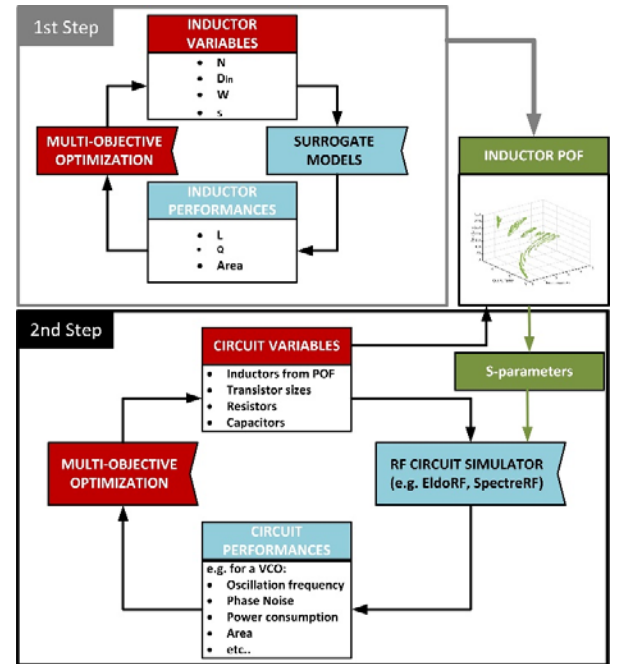 1st Step
INDUCTOR
VARIABLES
• N
• Din
• W
• s
MULTI-OBJECTIVE
OPTIMIZATION
SURROGATE
MODELS
INDUCTOR
PERFORMANCES
• L
• Q
• Area
INDUCTOR POF
S-parameters
2nd Step
CIRCUIT VARIABLES
• Inductors from POF
• Transistor sizes
• Resistors
• Capacitors
MULTI-OBJECTIVE
OPTIMIZATION
RF CIRCUIT SIMULATOR
(e.g. EldoRF, SpectreRF)
CIRCUIT
PERFORMANCES
e.g. for a VCO:
• Oscillation frequency
• Phase Noise
• Power consumption
• Area
• etc..